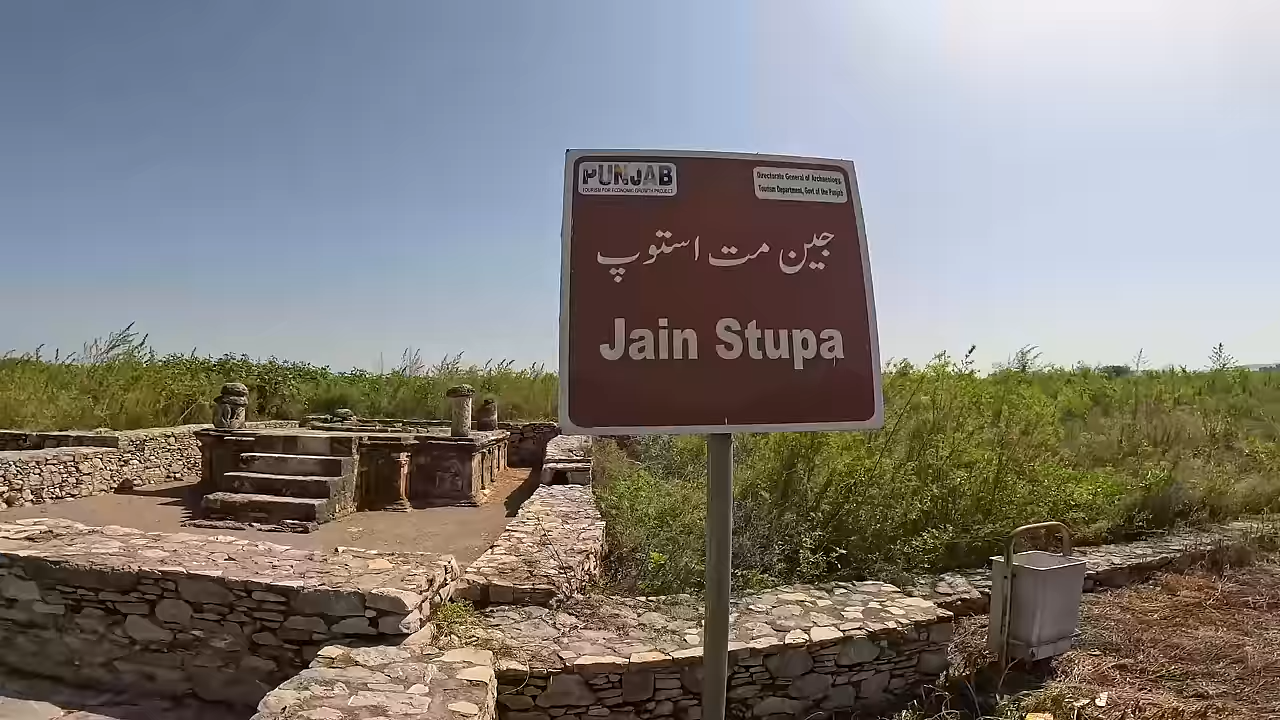 PUNJAB
TOURISM FOR ECONOMIC GROWTH PROJECT
Directorate General of Archaeology,
Tourism Department, Govt of the Punjab
جین مت استوپ
Jain Stupa